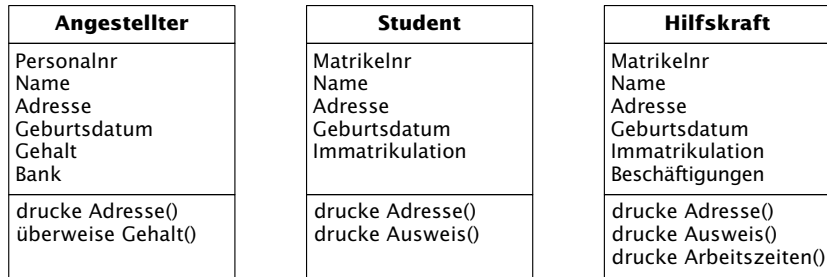 Angestellter
Personalnr
Name
Adresse
Geburtsdatum
Gehalt
Bank
drucke Adresse()
überweise Gehalt()
Student
Matrikelnr
Name
Adresse
Geburtsdatum
Immatrikulation
drucke Adresse()
drucke Ausweis()
Hilfskraft
Matrikelnr
Name
Adresse
Geburtsdatum
Immatrikulation
Beschäftigungen
drucke Adresse()
drucke Ausweis()
drucke Arbeitszeiten()